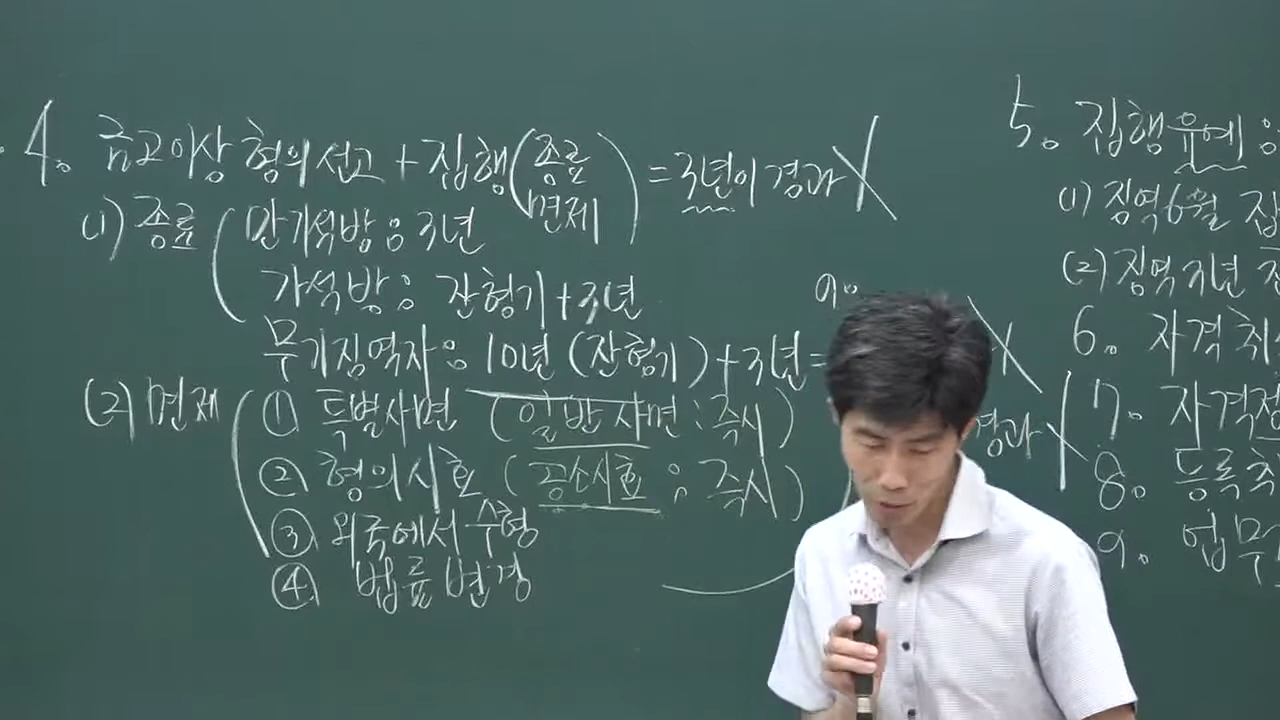 4. 금고이상 형의 선고 + 집행(종료
면제) = 3년이 경과 X
(1) 종료 ( 만기석방 : 3년
가석방 : 잔형기 + 3년
무기징역자 : 10년 (잔형기) + 3년 =
(2) 면제 ( ① 특별사면 (일반사면 : 즉시)
② 형의시효 (공소시효 : 즉시)
③ 외국에서 수형
④ 법률변경
경과 X
5. 집행유예 :
(1) 징역6월 집
(2) 징역3년 집
6. 자격취
7. 자격정
8. 등록취
9. 업무